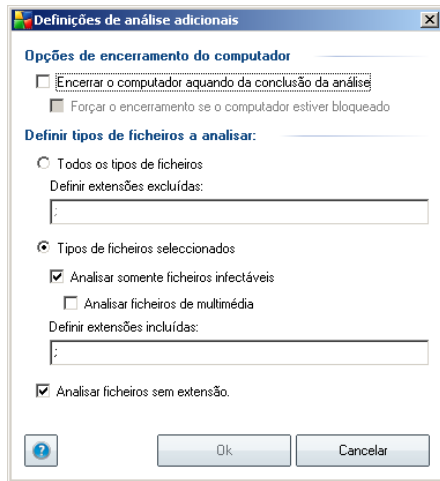 Definições de análise adicionais
Opções de encerramento do computador
Encerrar o computador aquando da conclusão da análise
Forçar o encerramento se o computador estiver bloqueado
Definir tipos de ficheiros a analisar:
Todos os tipos de ficheiros
Definir extensões excluídas:
;
Tipos de ficheiros seleccionados
Analisar somente ficheiros infectáveis
Analisar ficheiros de multimédia
Definir extensões incluídas:
;
Analisar ficheiros sem extensão.
? Ok Cancelar